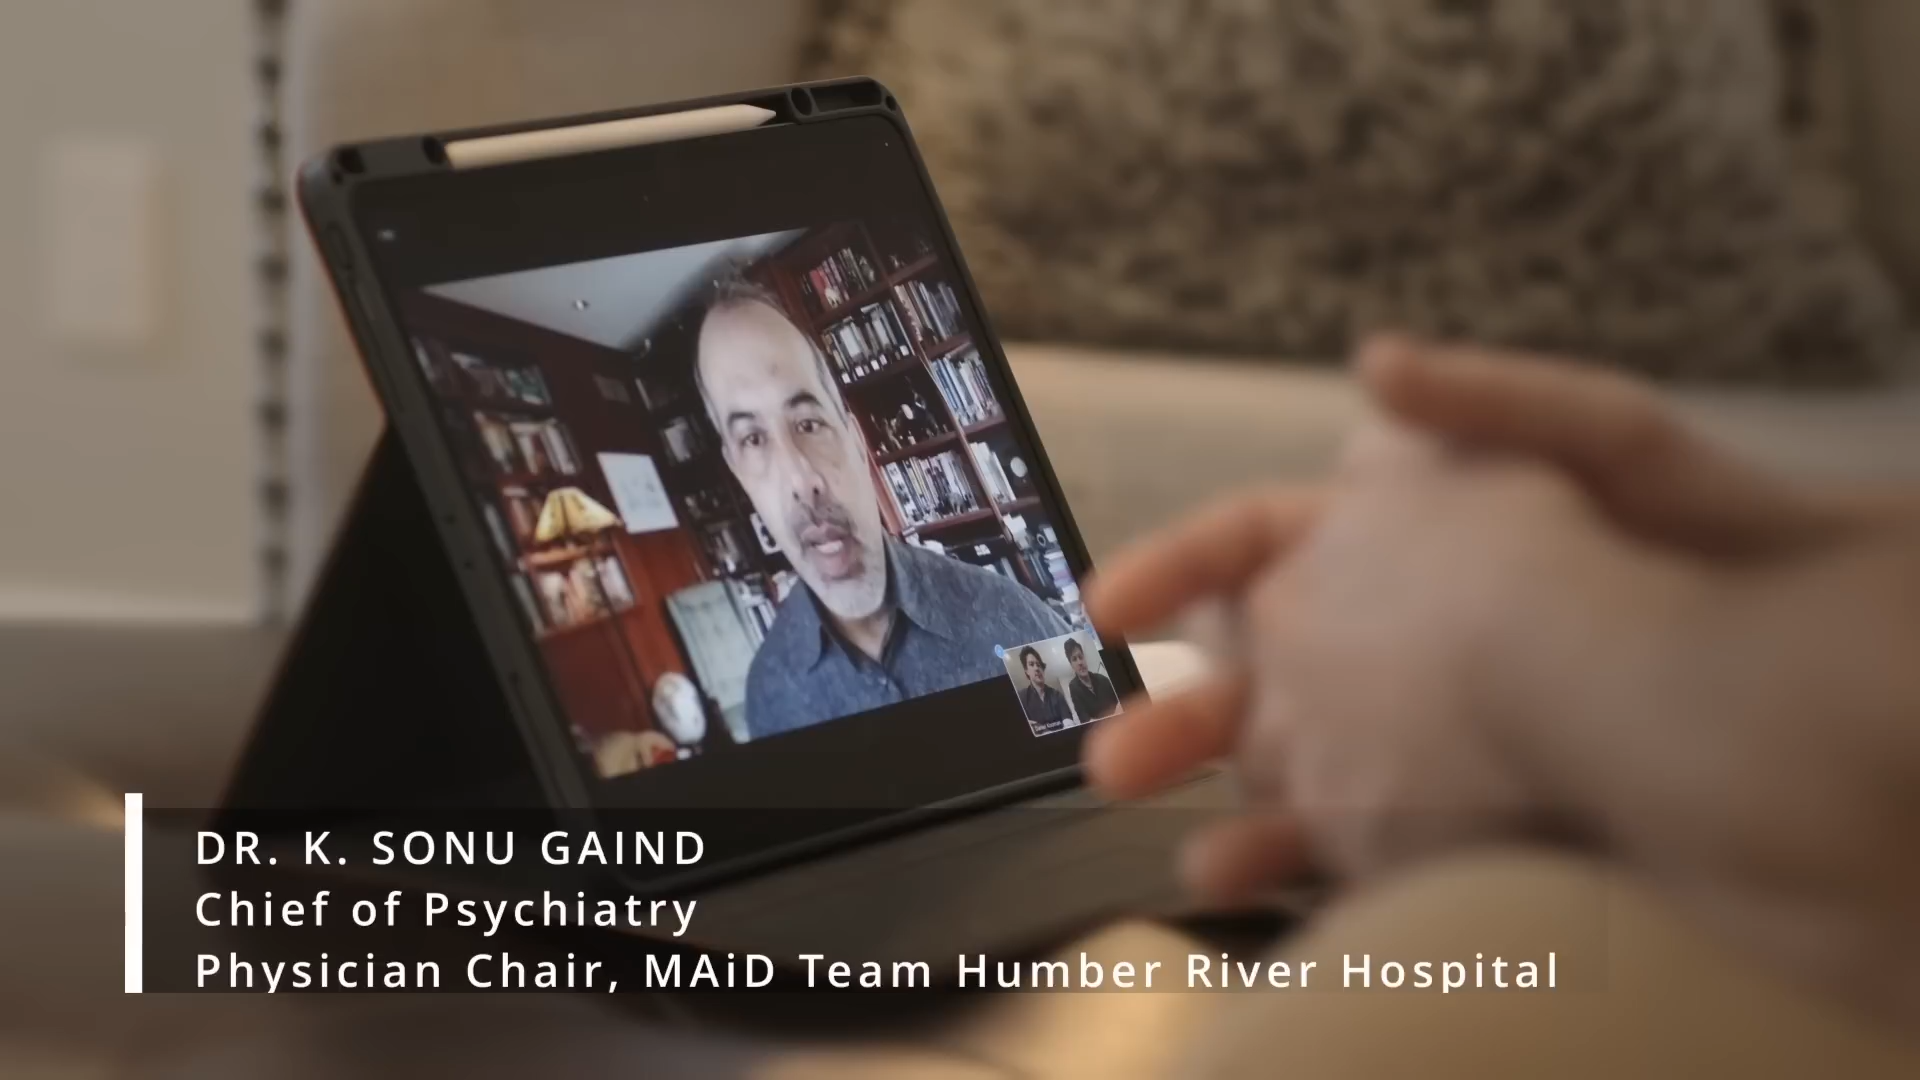 DR. K. SONU GAIND
Chief of Psychiatry
Physician Chair, MAiD Team Humber River Hospital